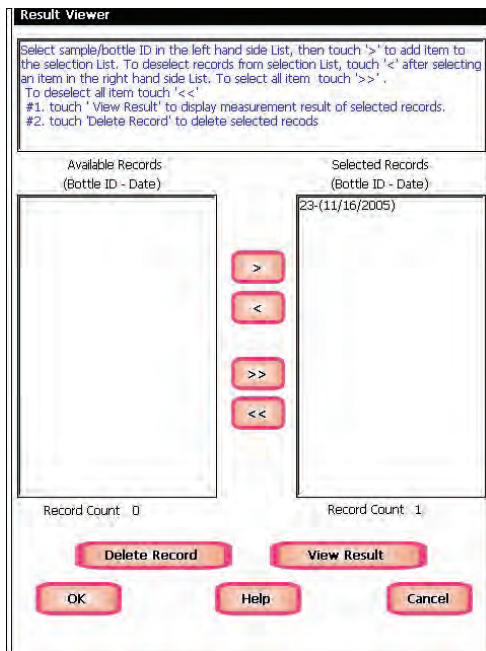 Result Viewer
Select sample/bottle ID in the left hand side List, then touch '>' to add item to
the selection List. To deselect records from selection List, touch '<' after selecting
an item in the right hand side List. To select all item touch '>>' .
To deselect all item touch '<<'
#1. touch ' View Result' to display measurement result of selected records.
#2. touch 'Delete Record' to delete selected recods
Available Records
(Bottle ID - Date)
Selected Records
(Bottle ID - Date)
23-(11/16/2005)
>
<
>>
<<
Record Count 0
Record Count 1
Delete Record
View Result
OK
Help
Cancel